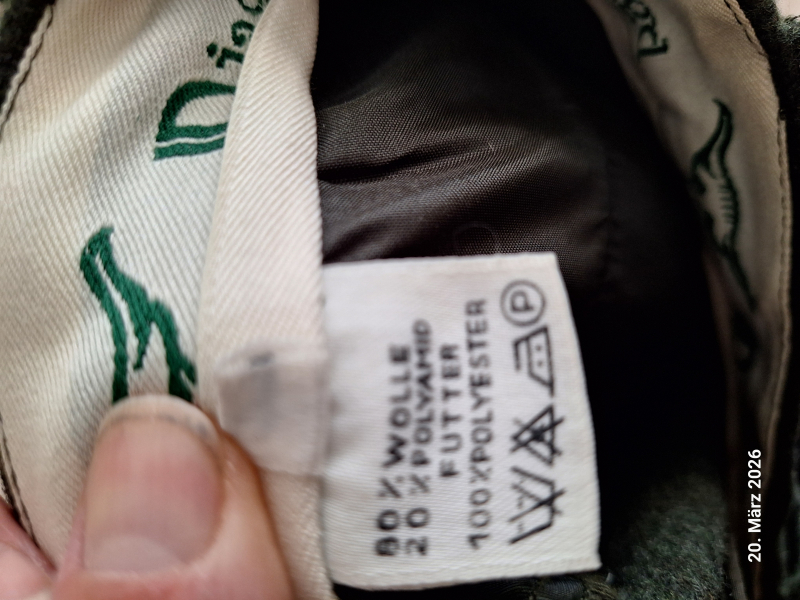 80 % WOLLE
20 % POLYAMID
FUTTER
100%POLYESTER
P
20. März 2026